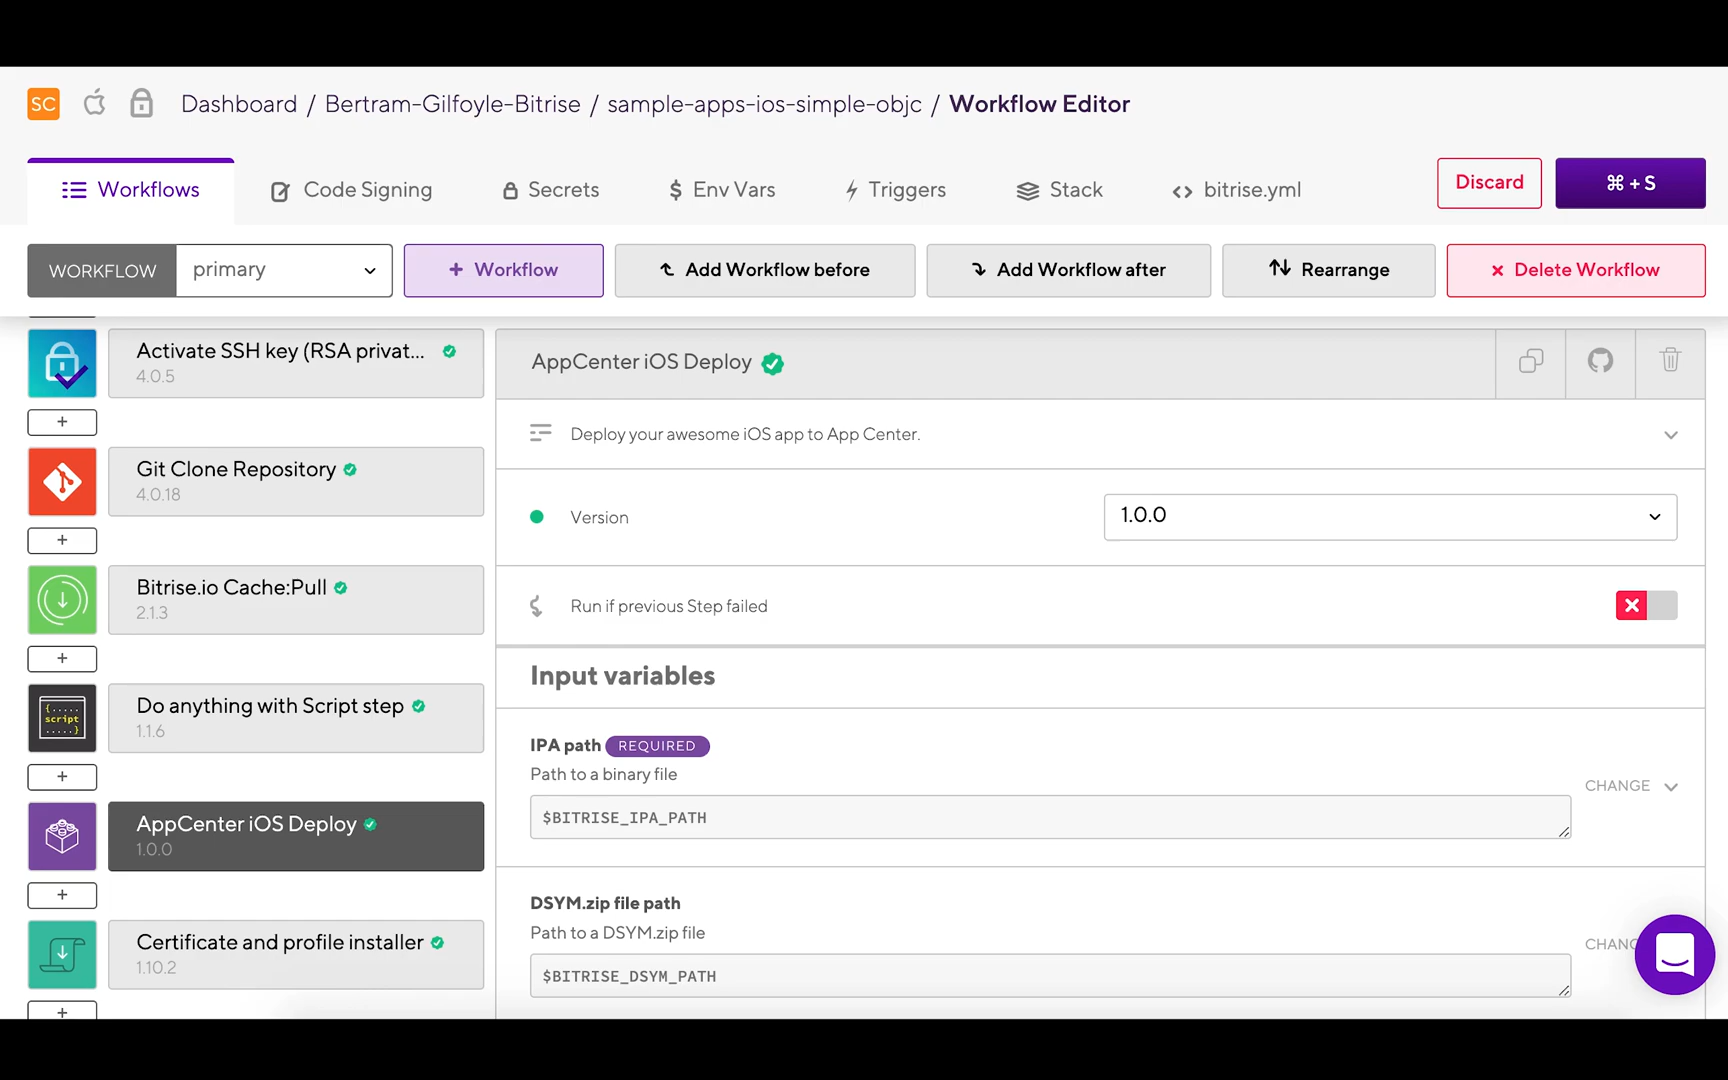 SC Dashboard / Bertram-Gilfoyle-Bitrise / sample-apps-ios-simple-objc / Workflow Editor
Workflows Code Signing Secrets $ Env Vars Triggers Stack <> bitrise.yml Discard ⌘ + S
WORKFLOW primary + Workflow Add Workflow before Add Workflow after Rearrange × Delete Workflow
Activate SSH key (RSA privat...
4.0.5
+
Git Clone Repository
4.0.18
+
Bitrise.io Cache:Pull
2.1.3
+
{.....
script
.....}
Do anything with Script step
1.1.6
+
AppCenter iOS Deploy
1.0.0
+
Certificate and profile installer
1.10.2
+
AppCenter iOS Deploy
Deploy your awesome iOS app to App Center.
Version 1.0.0
Run if previous Step failed
Input variables
IPA path REQUIRED
Path to a binary file
CHANGE
$BITRISE_IPA_PATH
DSYM.zip file path
Path to a DSYM.zip file
$BITRISE_DSYM_PATH